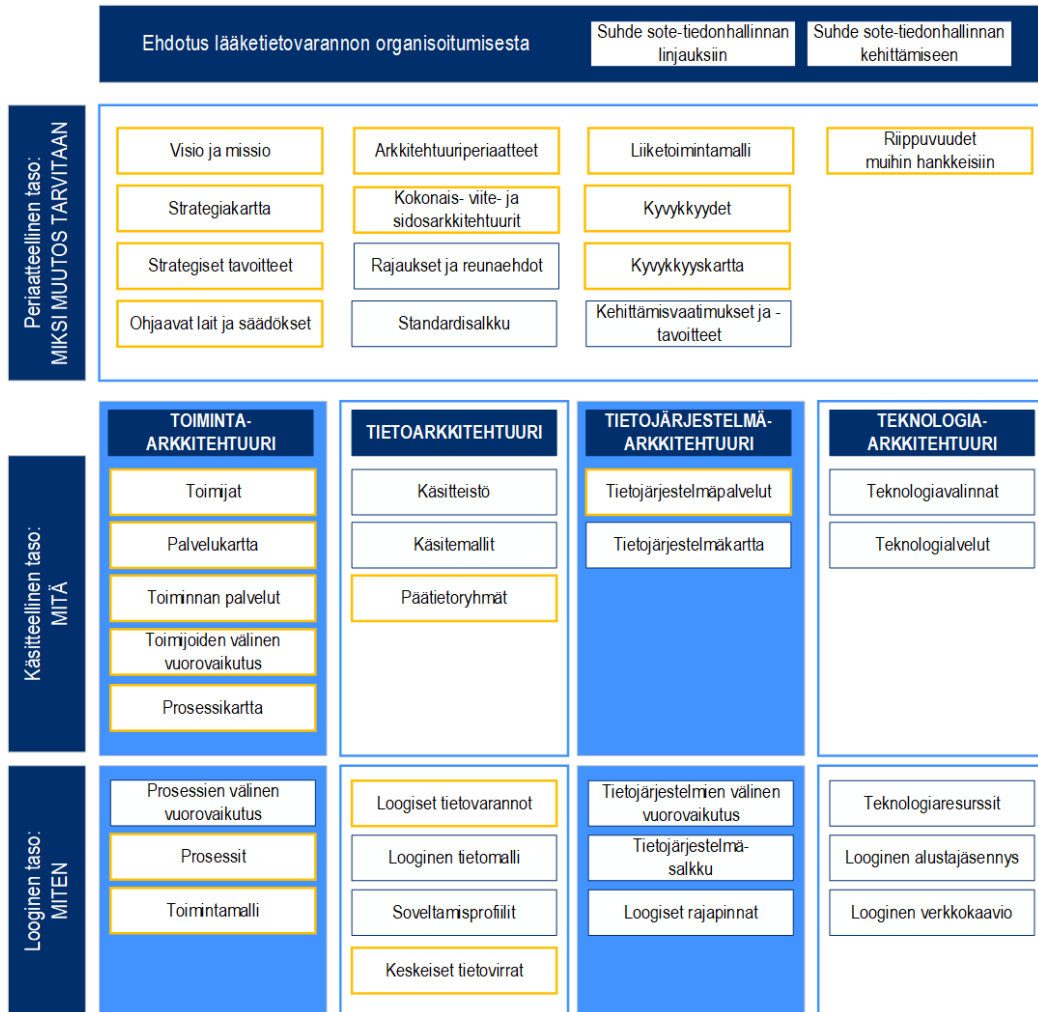 Ehdotus lääketietovarannon organisoitumisesta
Suhde sote-tiedonhallinnan
linjauksiin
Suhde sote-tiedonhallinnan
kehittämiseen
Periaatteellinen taso:
MIKSI MUUTOS TARVITAAN
Visio ja missio
Arkkitehtuuriperiaatteet
Liiketoimintamalli
Riippuvuudet
muihin hankkeisiin
Strategiakartta
Kokonais- viite- ja
sidosarkkitehtuurit
Kyvykkyydet
Strategiset tavoitteet
Rajaukset ja reunaehdot
Kyvykkyyskartta
Ohjaavat lait ja säädökset
Standardisalkku
Kehittämisvaatimukset ja -
tavoitteet
TOIMINTA-
ARKKITEHTUURI
TIETOARKKITEHTUURI
TIETOJÄRJESTELMÄ-
ARKKITEHTUURI
TEKNOLOGIA-
ARKKITEHTUURI
Käsitteellinen taso:
MITÄ
Toimijat
Käsitteistö
Tietojärjestelmäpalvelut
Teknologiavalinnat
Palvelukartta
Käsitemallit
Tietojärjestelmäkartta
Teknologialvelut
Toiminnan palvelut
Päätietoryhmät
Toimijoiden välinen
vuorovaikutus
Prosessikartta
Looginen taso:
MITEN
Prosessien välinen
vuorovaikutus
Loogiset tietovarannot
Tietojärjestelmien välinen
vuorovaikutus
Teknologiaresurssit
Prosessit
Looginen tietomalli
Tietojärjestelmä-
salkku
Looginen alustajäsennys
Toimintamalli
Soveltamisprofiilit
Loogiset rajapinnat
Looginen verkkokaavio
Keskeiset tietovirrat